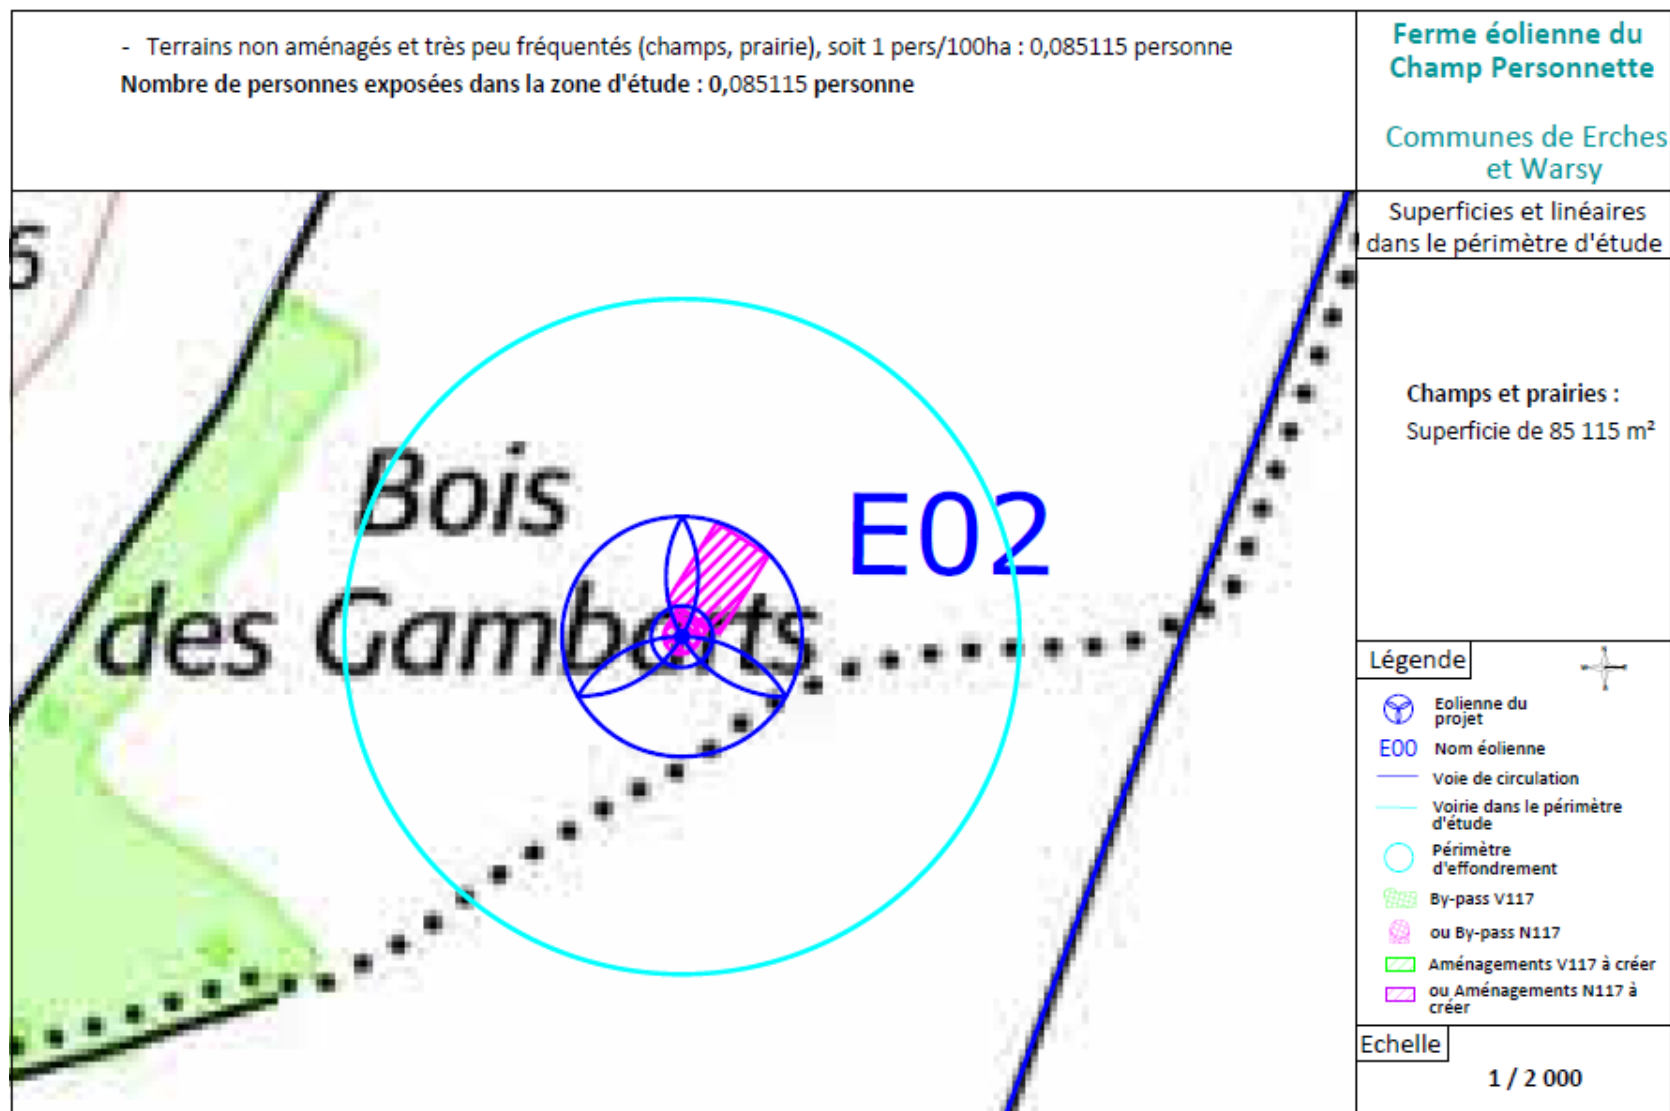 - Terrains non aménagés et très peu fréquentés (champs, prairie), soit 1 pers/100ha : 0,085115 personne
Nombre de personnes exposées dans la zone d'étude : 0,085115 personne
Ferme éolienne du
Champ Personnette
Communes de Erches
et Warsy
Superficies et linéaires
dans le périmètre d'étude
Champs et prairies :
Superficie de 85 115 m²
s
Bois
E02
des Gambarts
Légende
Eolienne du
projet
E00 Nom éolienne
Voie de circulation
Voirie dans le périmètre
d'étude
Périmètre
d'effondrement
By-pass V117
ou By-pass N117
Aménagements V117 à créer
ou Aménagements N117 à
créer
Echelle
1 / 2 000